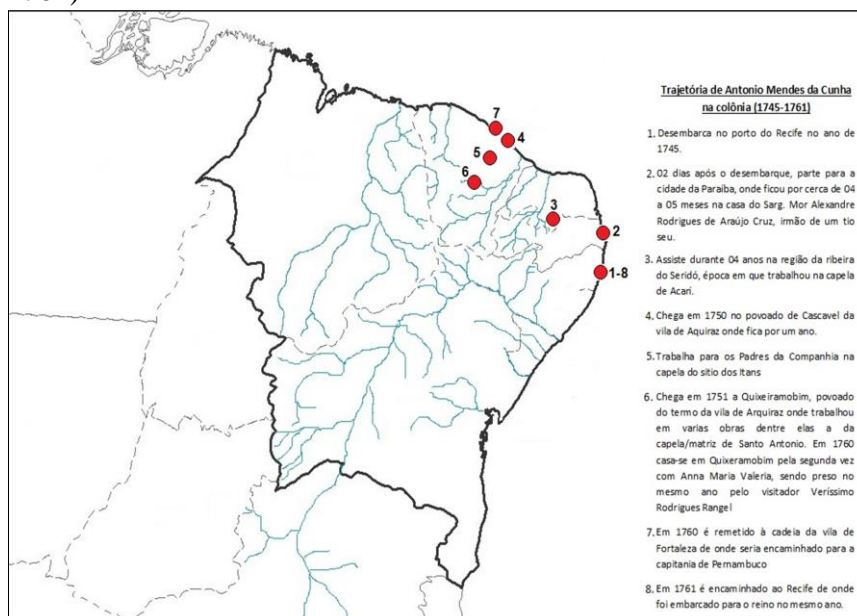 Trajetória de Antonio Mendes da Cunha
na colônia (1745-1761)
1. Desembarca no porto do Recife no ano de
1745.
2. 02 dias após o desembarque, parte para a
cidade da Paraíba, onde ficou por cerca de 04
a 05 meses na casa do Sarg. Mor Alexandre
Rodrigues de Araújo Cruz, irmão de um tio
seu.
3. Assiste durante 04 anos na região da ribeira
do Seridó, época em que trabalhou na capela
de Acari.
4. Chega em 1750 no povoado de Cascavel da
vila de Aquiraz onde fica por um ano.
5. Trabalha para os Padres da Companhia na
capela do sitio dos Itans
6. Chega em 1751 a Quixeiramobim, povoado
do termo da vila de Arquiraz onde trabalhou
em varias obras dentre elas a da
capela/matriz de Santo Antonio. Em 1760
casa-se em Quixeramobim pela segunda vez
com Anna Maria Valeria, sendo preso no
mesmo ano pelo visitador Veríssimo
Rodrigues Rangel
7. Em 1760 é remetido à cadeia da vila de
Fortaleza de onde seria encaminhado para a
capitania de Pernambuco
8. Em 1761 é encaminhado ao Recife de onde
foi embarcado para o reino no mesmo ano.
7
4
5
6
3
2
1-8